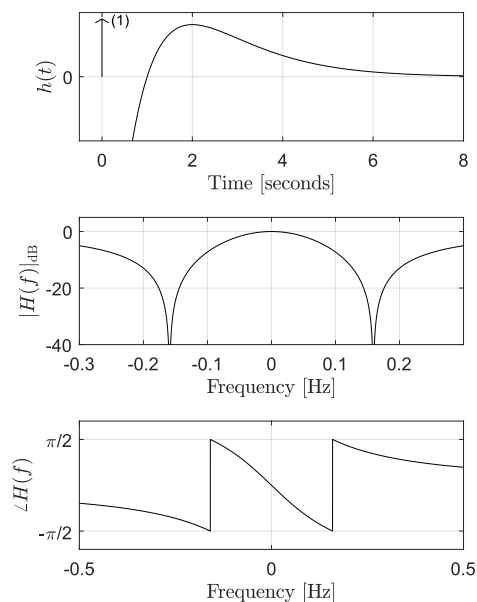 (1)
h(t)
0
0 2 4 6 8
Time [seconds]
|H(f)|dB
0
-20
-40
-0.3 -0.2 -0.1 0 0.1 0.2
Frequency [Hz]
∠H(f)
π/2
-π/2
-0.5 0 0.5
Frequency [Hz]